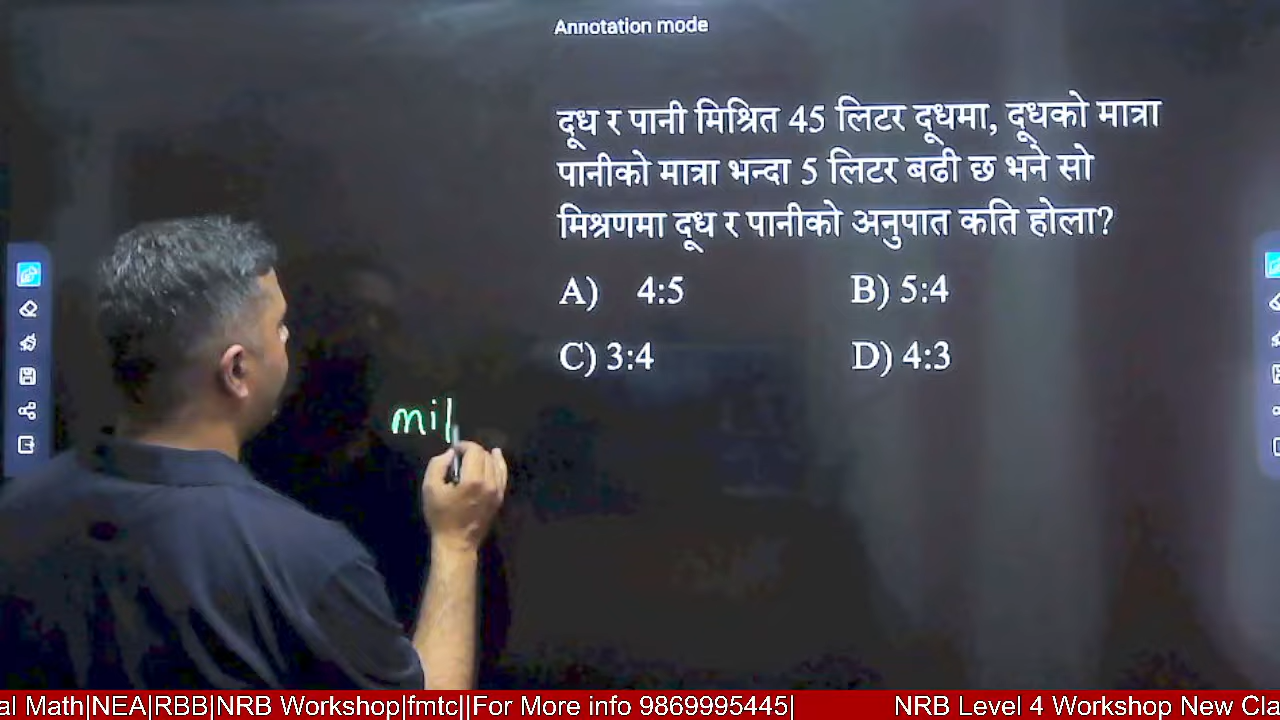 Annotation mode
दूध र पानी मिश्रित 45 लिटर दूधमा, दूधको मात्रा
पानीको मात्रा भन्दा 5 लिटर बढी छ भने सो
मिश्रणमा दूध र पानीको अनुपात कति होला?
A) 4:5 B) 5:4
C) 3:4 D) 4:3
mil
al Math|NEA|RBB|NRB Workshop|fmtc||For More info 9869995445| NRB Level 4 Workshop New Cla